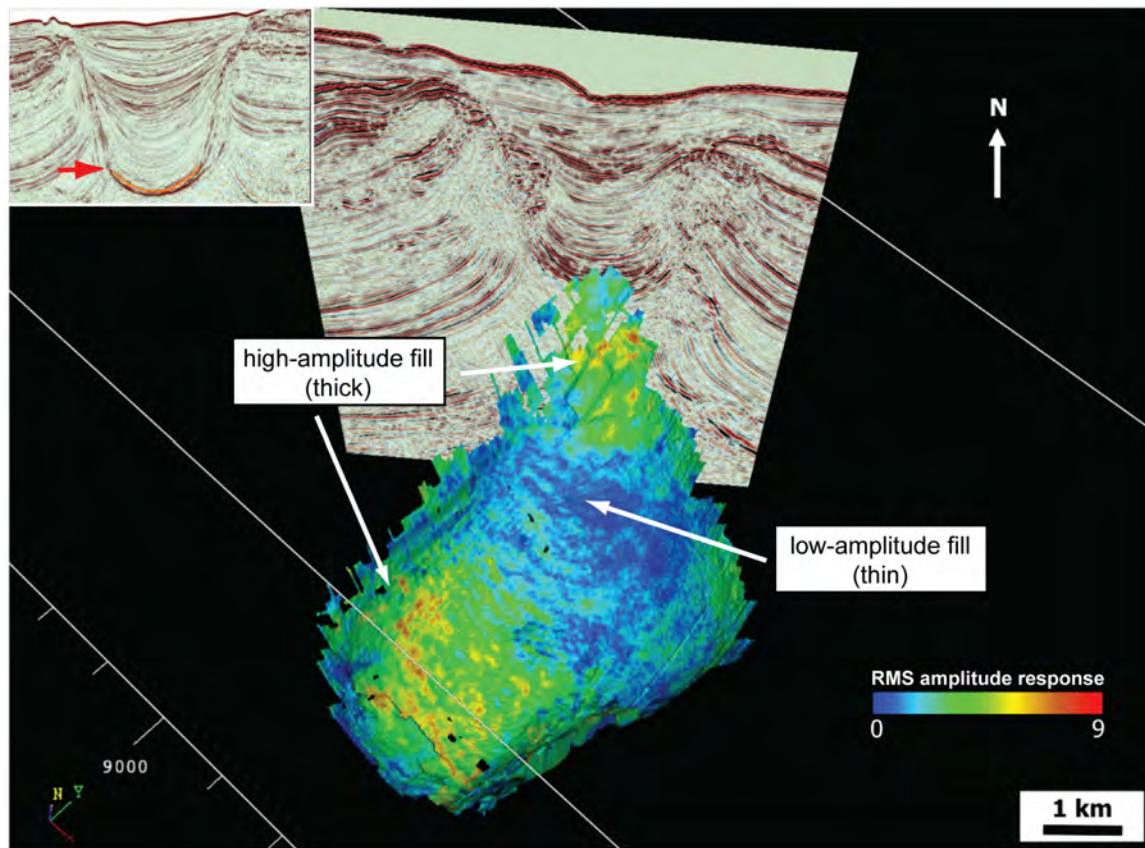 N
high-amplitude fill
(thick)
low-amplitude fill
(thin)
RMS amplitude response
0 9
9000
N Y
1 km